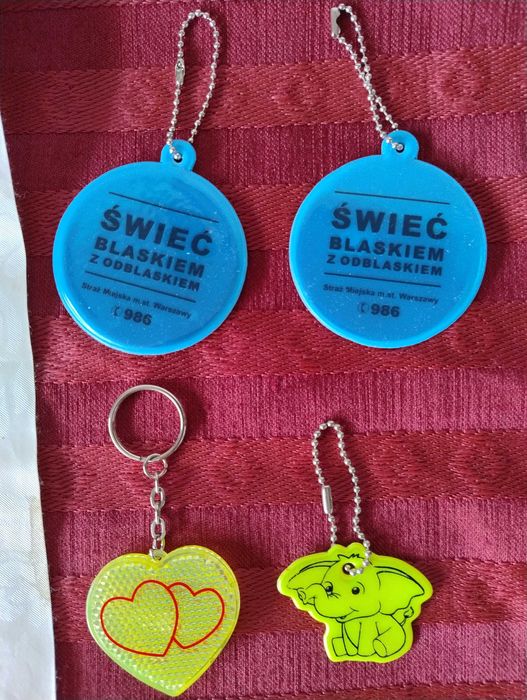 ŚWIEĆ
BLASKIEM
Z ODBLASKIEM
Straż Miejska m.st. Warszawy
986
ŚWIEĆ
BLASKIEM
Z ODBLASKIEM
Straż Miejska m.st. Warszawy
986